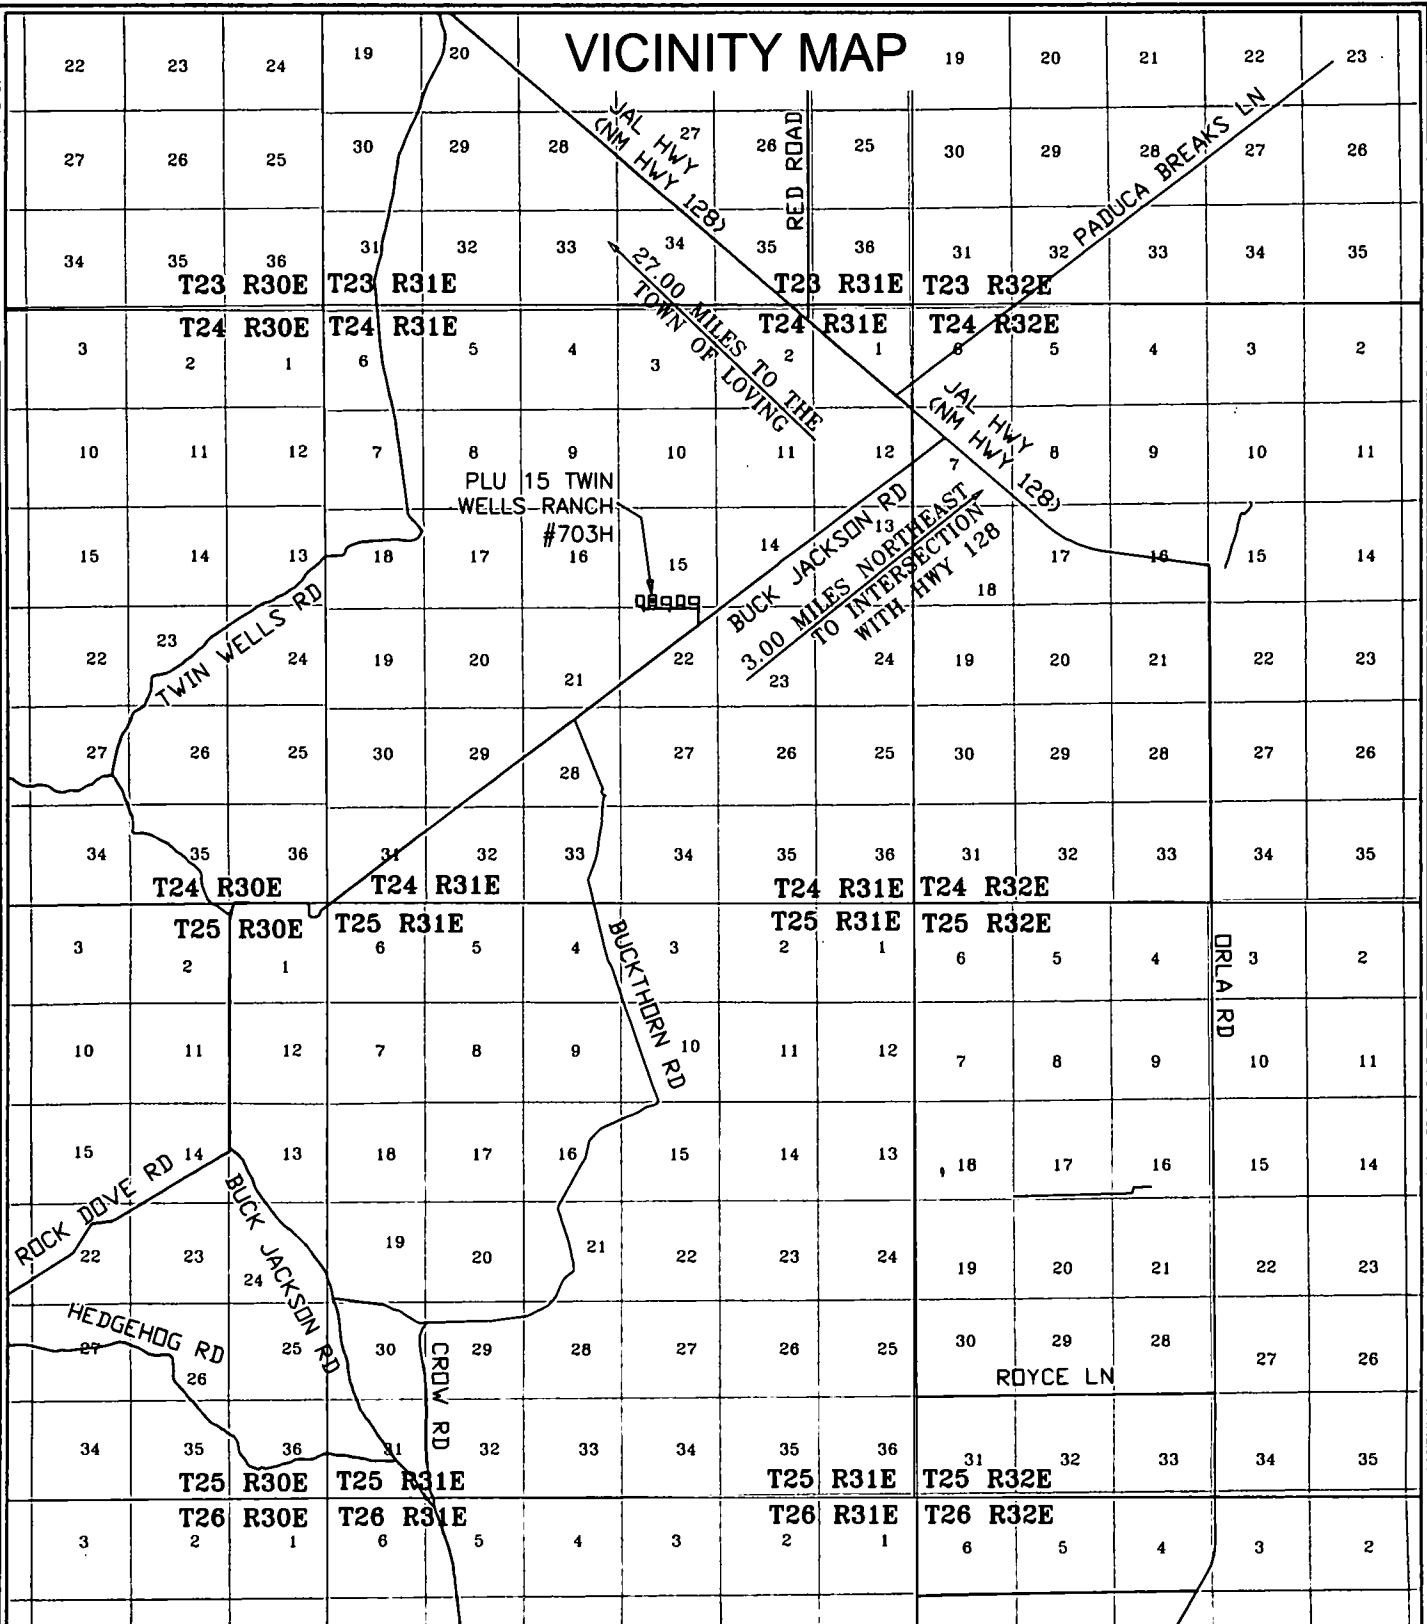 VICINITY MAP
22 23 24 19 20 19 20 21 22 23
JAL HWY
(NM HWY 128)
RED ROAD
PADUCA BREAKS LN
27 26 25 30 29 28 27 26 25 30 29 28 27 26
34 35 36 31 32 33 34 35 36 31 32 33 34 35
T23 R30E T23 R31E T23 R31E T23 R32E
T24 R30E T24 R31E T24 R31E T24 R32E
27.00 MILES TO THE
TOWN OF LOVING
3 2 1 6 5 4 3 2 1 6 5 4 3 2
JAL HWY
(NM HWY 128)
10 11 12 7 8 9 10 11 12 7 8 9 10 11
PLU 15 TWIN
WELLS RANCH
#703H
BUCK JACKSON RD
3.00 MILES NORTHEAST
TO INTERSECTION
WITH HWY 128
15 14 13 18 17 16 15 14 13 18 17 16 15 14
TWIN WELLS RD
22 23 24 19 20 21 22 23 24 19 20 21 22 23
27 26 25 30 29 28 27 26 25 30 29 28 27 26
34 35 36 31 32 33 34 35 36 31 32 33 34 35
T24 R30E T24 R31E T24 R31E T24 R32E
T25 R30E T25 R31E T25 R31E T25 R32E
3 2 1 6 5 4 3 2 1 6 5 4 3 2
BUCKTHORN RD
ORLA RD
10 11 12 7 8 9 10 11 12 7 8 9 10 11
15 14 13 18 17 16 15 14 13 18 17 16 15 14
ROCK DOVE RD
BUCK JACKSON RD
22 23 24 19 20 21 22 23 24 19 20 21 22 23
HEDGEHOG RD
27 26 25 30 29 28 27 26 25 30 29 28 27 26
CROW RD
ROYCE LN
34 35 36 31 32 33 34 35 36 31 32 33 34 35
T25 R30E T25 R31E T25 R31E T25 R32E
T26 R30E T26 R31E T26 R31E T26 R32E
3 2 1 6 5 4 3 2 1 6 5 4 3 2